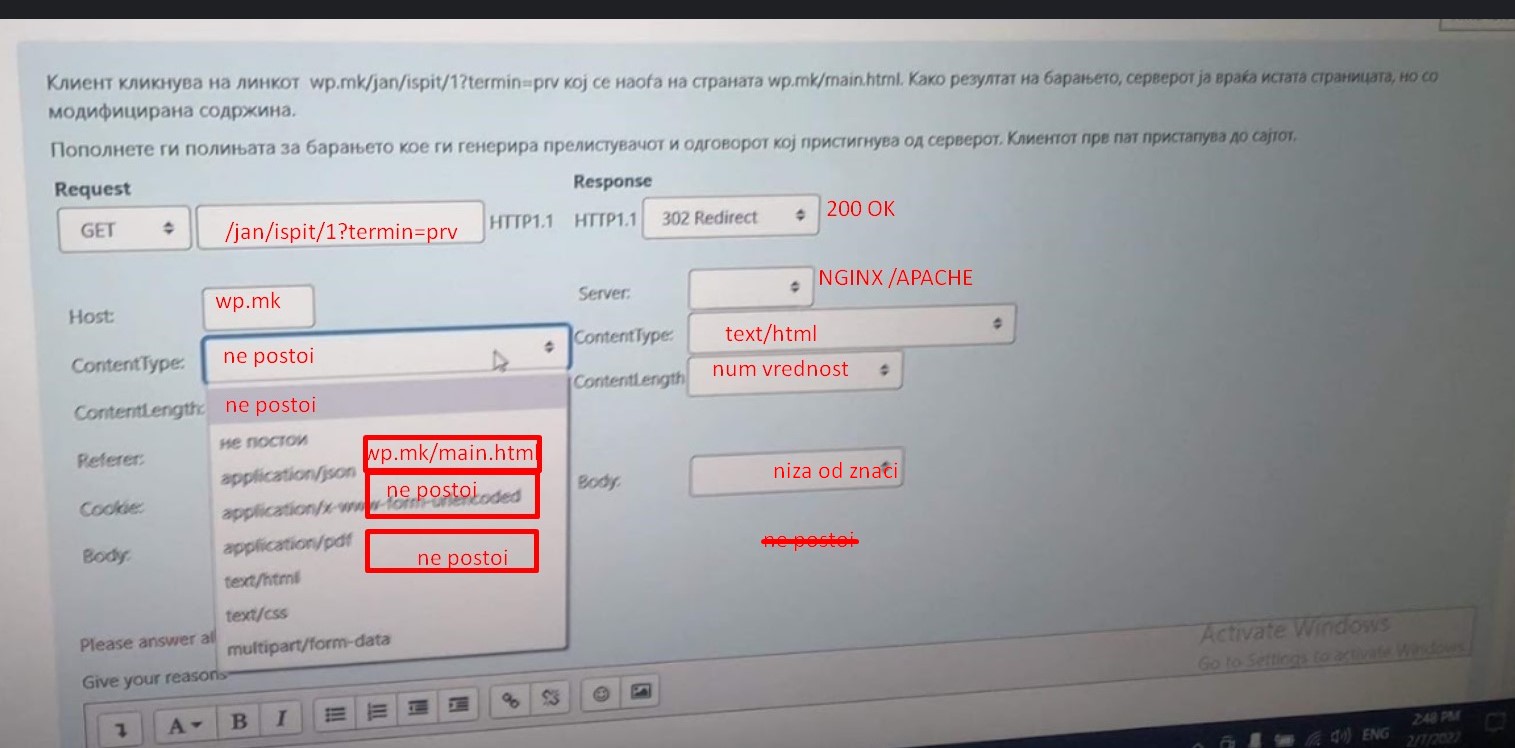 Клиент кликнува на линкот wp.mk/jan/ispit/1?termin=prv кој се наоѓа на страната wp.mk/main.html. Како резултат на барањето, серверот ја враќа истата страницата, но со
модифицирана содржина.
Пополнете ги полињата за барањето кое ги генерира прелистувачот и одговорот кој пристигнува од серверот. Клиентот прв пат пристапува до сајтот.
Request
Response
GET /jan/ispit/1?termin=prv HTTP1.1
HTTP1.1 302 Redirect 200 OK
Host: wp.mk
Server: NGINX /APACHE
ContentType: ne postoi
ContentType: text/html
ContentLength: ne postoi
ContentLength num vrednost
не постои
Referer: wp.mk/main.html
application/json
Cookie: ne postoi
application/x-www-form-urlencoded
Body: niza od znaci
ne postoi
application/pdf
Body: ne postoi
text/html
text/css
multipart/form-data
Please answer al
Give your reasons
A B I
Activate Windows
Go to Settings to activate Windows.
ENG
2:48 PM
2/7/2022